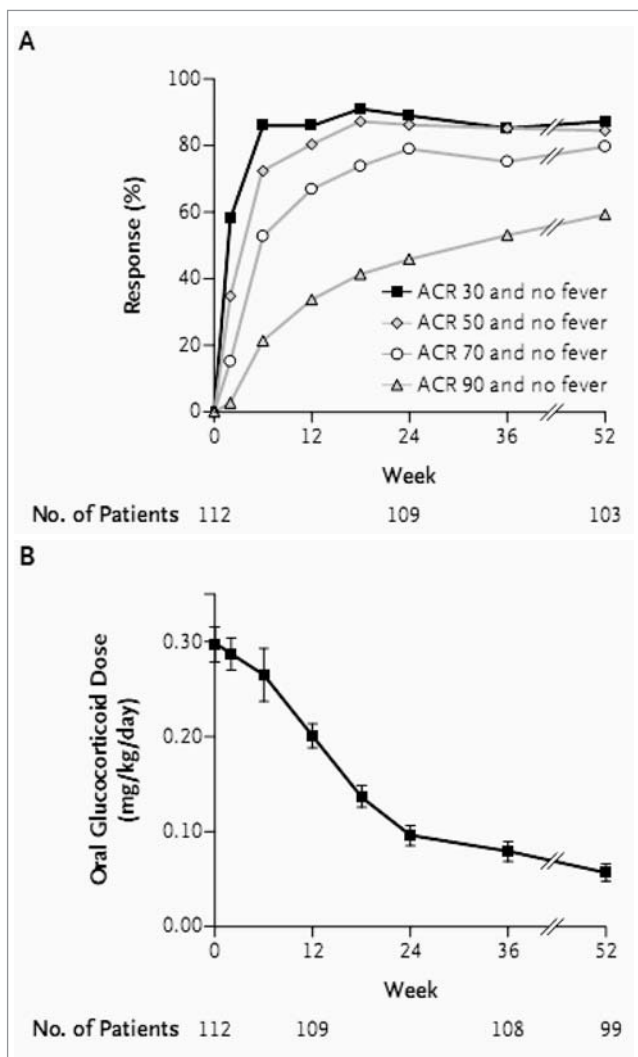 A
100
80
60
40
20
0
Response (%)
ACR 30 and no fever
ACR 50 and no fever
ACR 70 and no fever
ACR 90 and no fever
0 12 24 36 52
Week
No. of Patients 112 109 103
B
0.30
0.20
0.10
0.00
Oral Glucocorticoid Dose
(mg/kg/day)
0 12 24 36 52
Week
No. of Patients 112 109 108 99